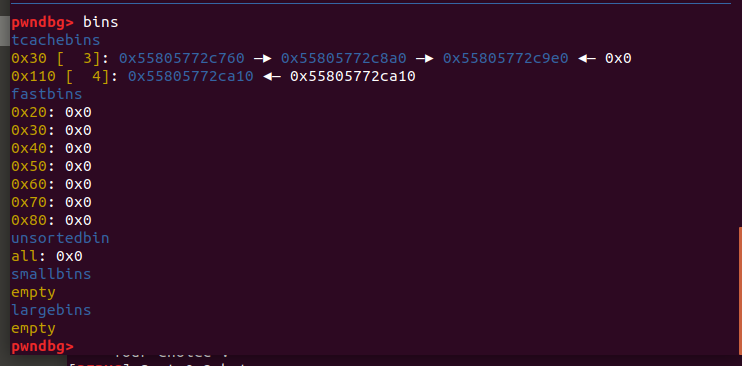 pwndbg> bins
tcachebins
0x30 [  3]: 0x55805772c760 —▸ 0x55805772c8a0 —▸ 0x55805772c9e0 ◂— 0x0
0x110 [  4]: 0x55805772ca10 ◂— 0x55805772ca10
fastbins
0x20: 0x0
0x30: 0x0
0x40: 0x0
0x50: 0x0
0x60: 0x0
0x70: 0x0
0x80: 0x0
unsortedbin
all: 0x0
smallbins
empty
largebins
empty
pwndbg>